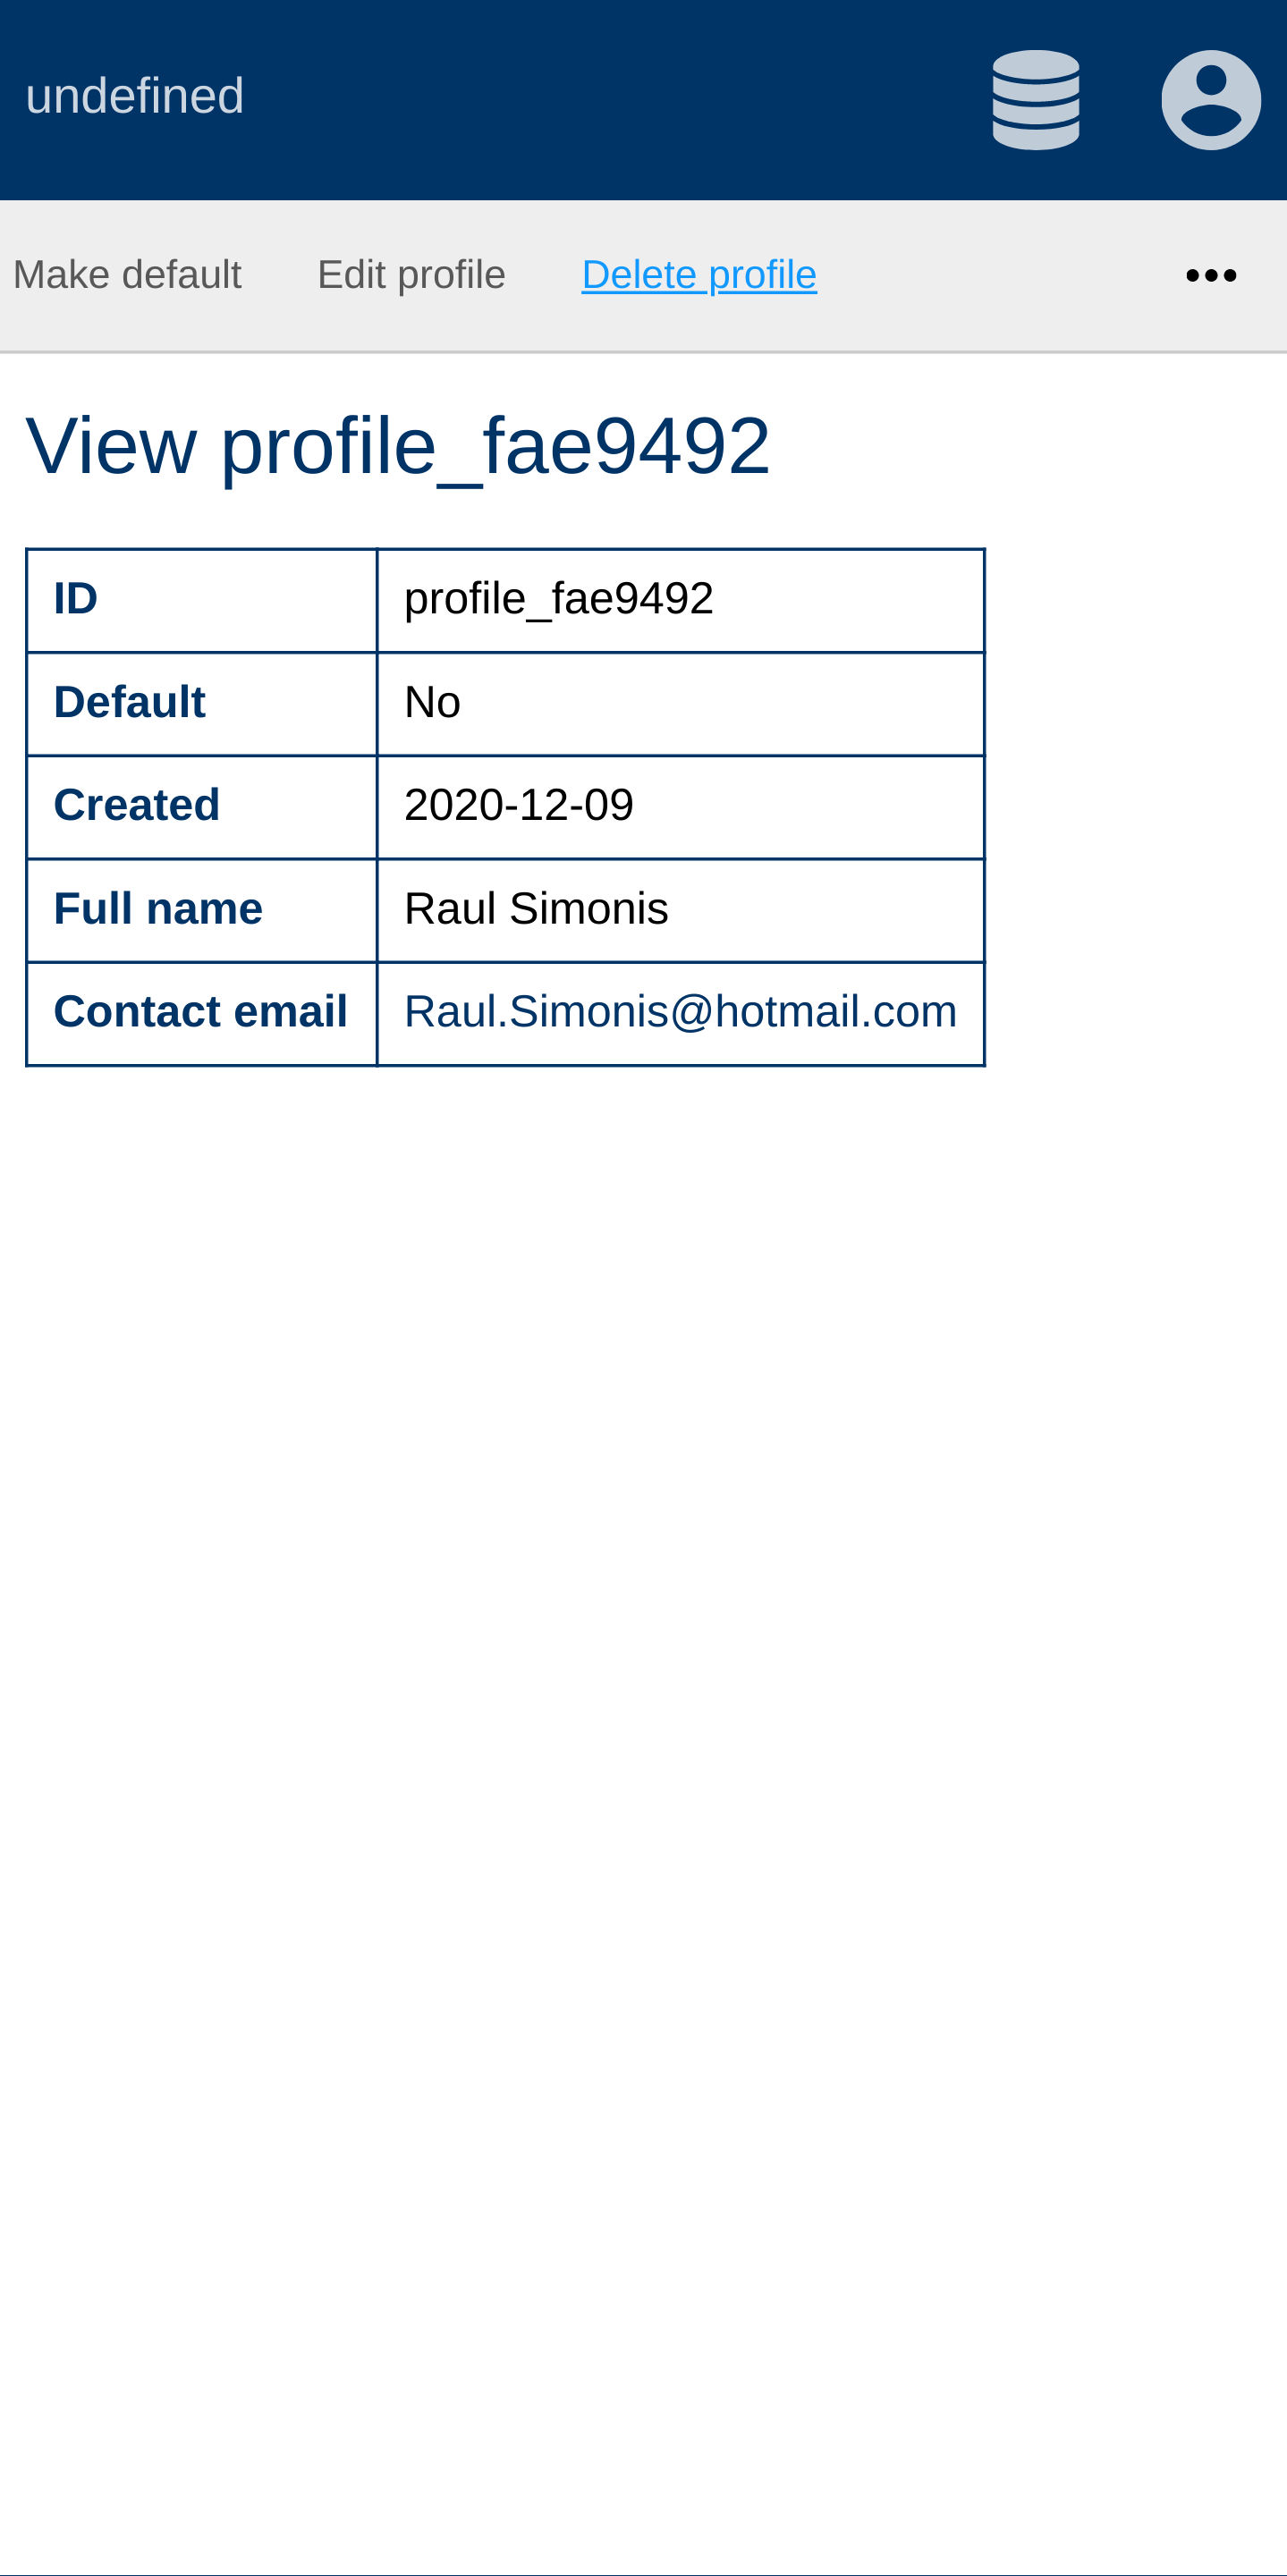 undefined
Make default Edit profile Delete profile
View profile_fae9492
ID profile_fae9492
Default No
Created 2020-12-09
Full name Raul Simonis
Contact email Raul.Simonis@hotmail.com